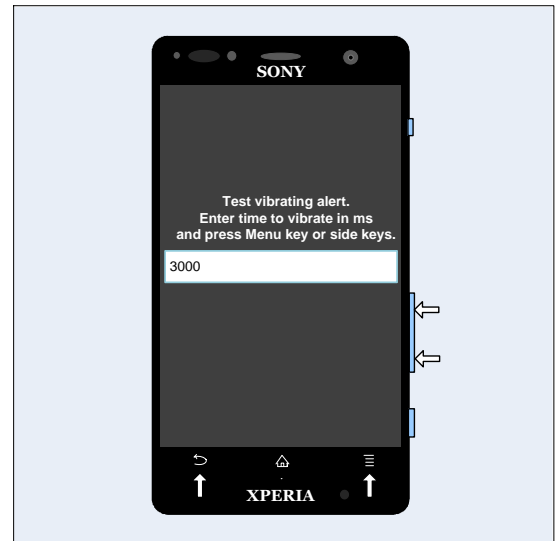 SONY
Test vibrating alert.
Enter time to vibrate in ms
and press Menu key or side keys.
3000
XPERIA